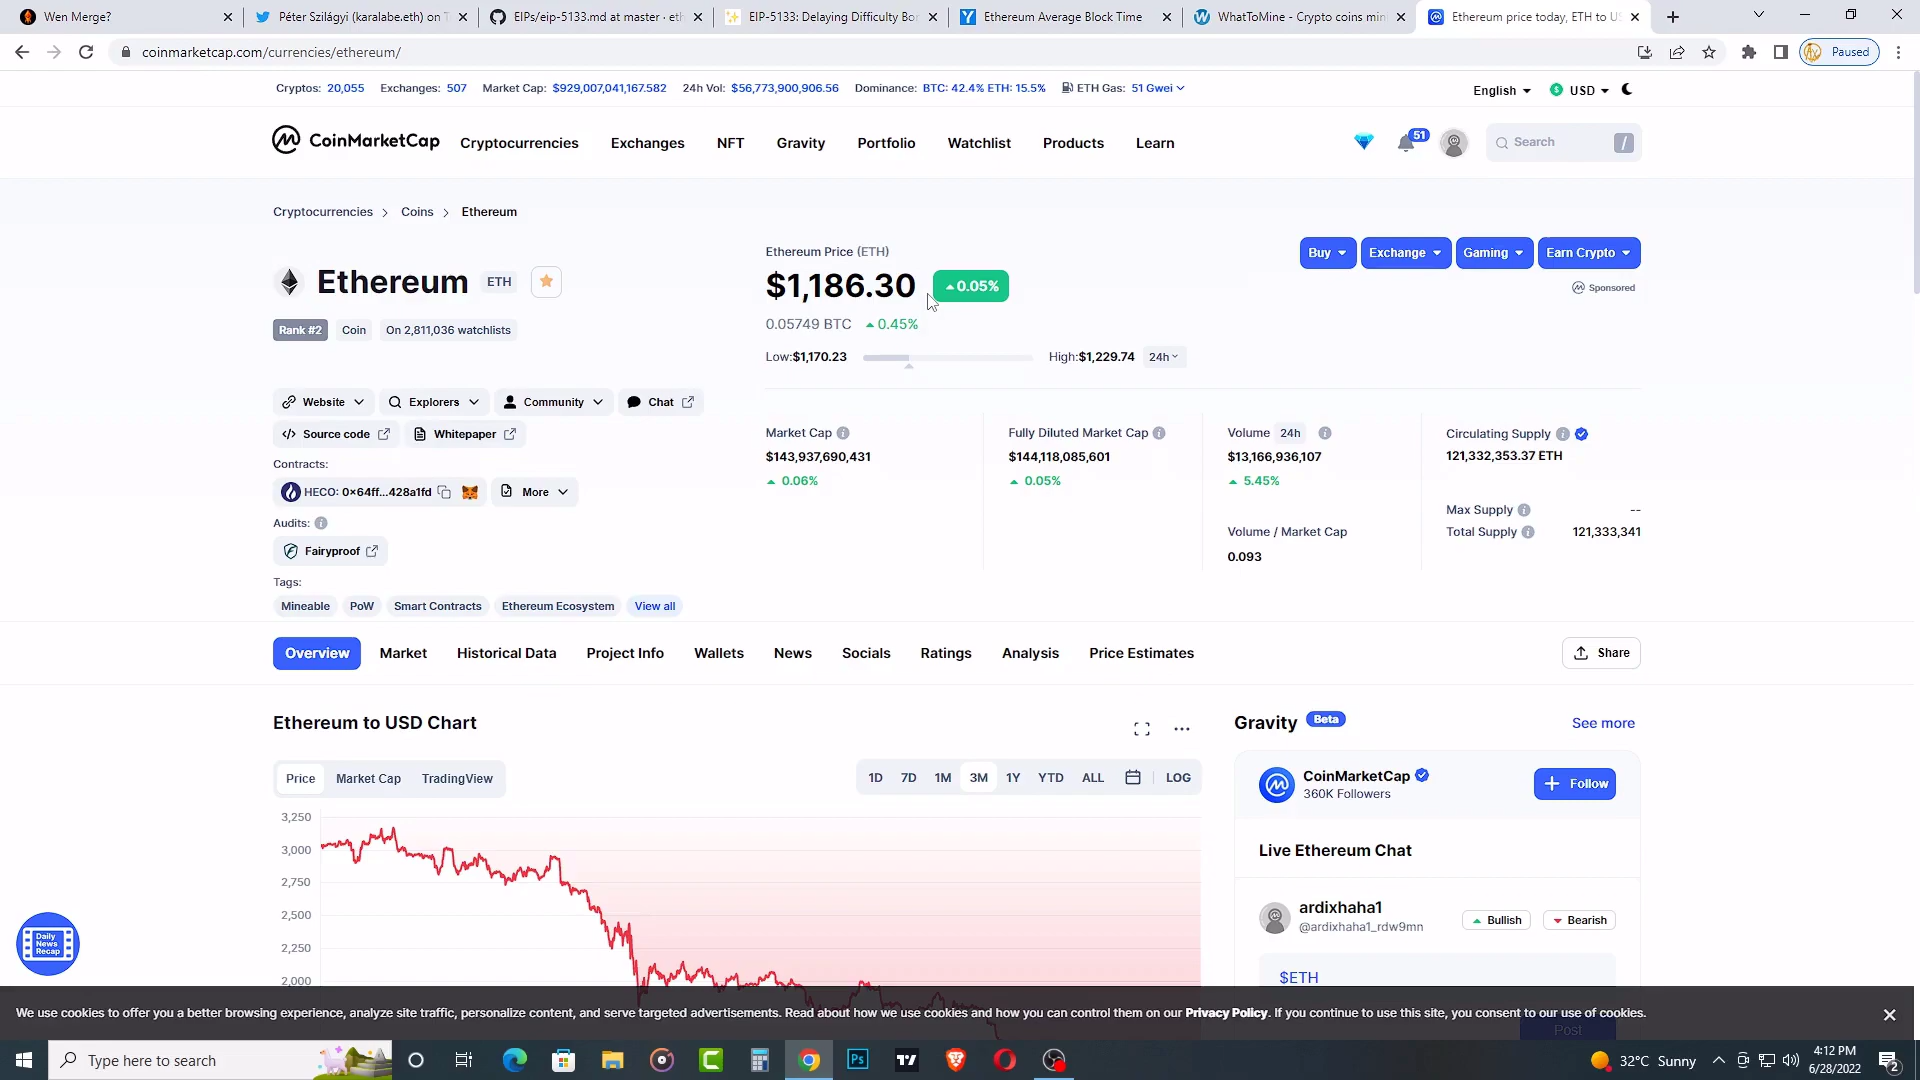 Wen Merge?
Péter Szilágyi (karalabe.eth) on T
EIPs/eip-5133.md at master · eth
EIP-5133: Delaying Difficulty Bor
Ethereum Average Block Time
WhatToMine - Crypto coins mini
Ethereum price today, ETH to US
coinmarketcap.com/currencies/ethereum/
Paused
Cryptos: 20,055 Exchanges: 507 Market Cap: $929,007,041,167.582 24h Vol: $56,773,900,906.56 Dominance: BTC: 42.4% ETH: 15.5% ETH Gas: 51 Gwei
English USD
CoinMarketCap Cryptocurrencies Exchanges NFT Gravity Portfolio Watchlist Products Learn
51
Search /
Cryptocurrencies > Coins > Ethereum
Ethereum ETH
Rank #2 Coin On 2,811,036 watchlists
Website Explorers Community Chat
Source code Whitepaper
Contracts:
HECO: 0x64ff...428a1fd More
Audits:
Fairyproof
Tags:
Mineable PoW Smart Contracts Ethereum Ecosystem View all
Ethereum Price (ETH)
$1,186.30 0.05%
0.05749 BTC 0.45%
Low:$1,170.23 High:$1,229.74 24h
Buy Exchange Gaming Earn Crypto
Sponsored
Market Cap
$143,937,690,431
0.06%
Fully Diluted Market Cap
$144,118,085,601
0.05%
Volume 24h
$13,166,936,107
5.45%
Volume / Market Cap
0.093
Circulating Supply
121,332,353.37 ETH
Max Supply --
Total Supply 121,333,341
Overview Market Historical Data Project Info Wallets News Socials Ratings Analysis Price Estimates
Share
Ethereum to USD Chart
Price Market Cap TradingView
1D 7D 1M 3M 1Y YTD ALL LOG
3,250
3,000
2,750
2,500
2,250
2,000
Gravity Beta See more
CoinMarketCap
360K Followers
Follow
Live Ethereum Chat
ardixhaha1
@ardixhaha1_rdw9mn
Bullish Bearish
$ETH
Post
Daily
News
Recap
We use cookies to offer you a better browsing experience, analyze site traffic, personalize content, and serve targeted advertisements. Read about how we use cookies and how you can control them on our Privacy Policy. If you continue to use this site, you consent to our use of cookies.
Type here to search
Ps
32°C Sunny
4:12 PM
6/28/2022
2